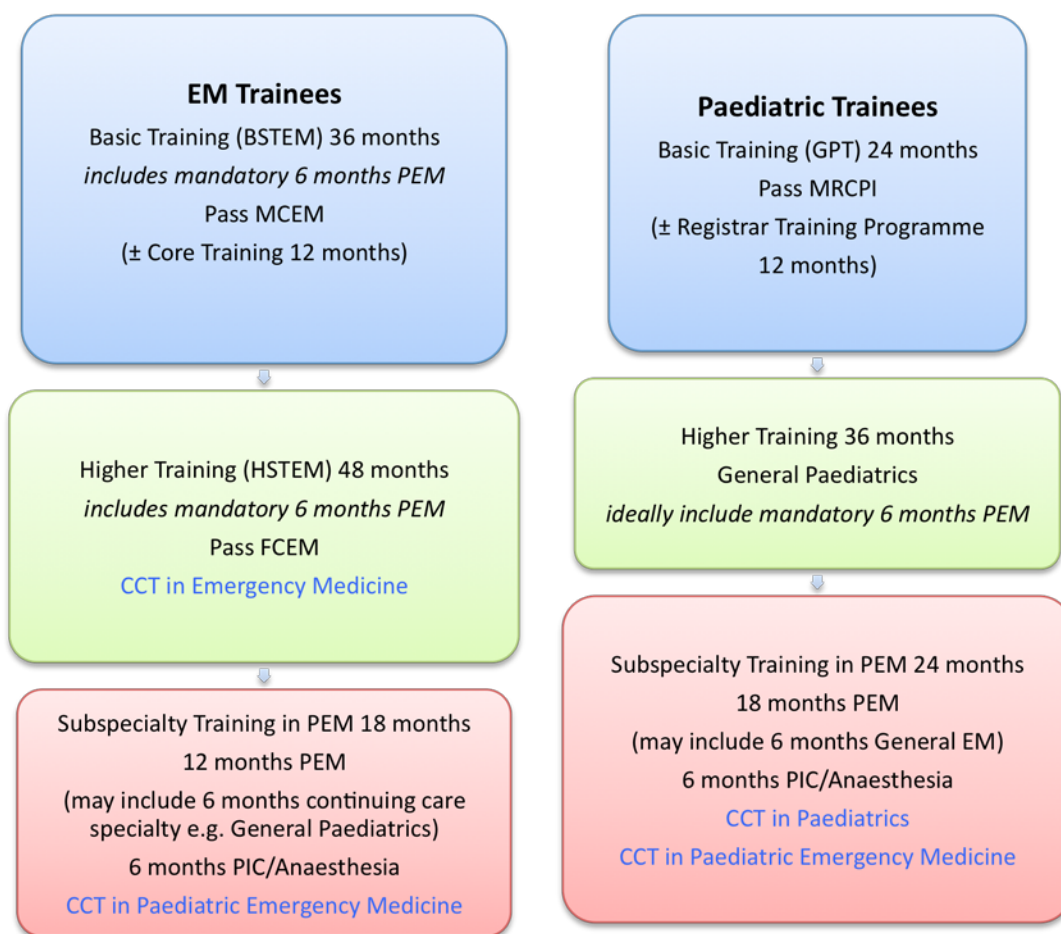 EM Trainees
Basic Training (BSTEM) 36 months
includes mandatory 6 months PEM
Pass MCEM
(± Core Training 12 months)
Higher Training (HSTEM) 48 months
includes mandatory 6 months PEM
Pass FCEM
CCT in Emergency Medicine
Subspecialty Training in PEM 18 months
12 months PEM
(may include 6 months continuing care
specialty e.g. General Paediatrics)
6 months PIC/Anaesthesia
CCT in Paediatric Emergency Medicine
Paediatric Trainees
Basic Training (GPT) 24 months
Pass MRCPI
(± Registrar Training Programme
12 months)
Higher Training 36 months
General Paediatrics
ideally include mandatory 6 months PEM
Subspecialty Training in PEM 24 months
18 months PEM
(may include 6 months General EM)
6 months PIC/Anaesthesia
CCT in Paediatrics
CCT in Paediatric Emergency Medicine